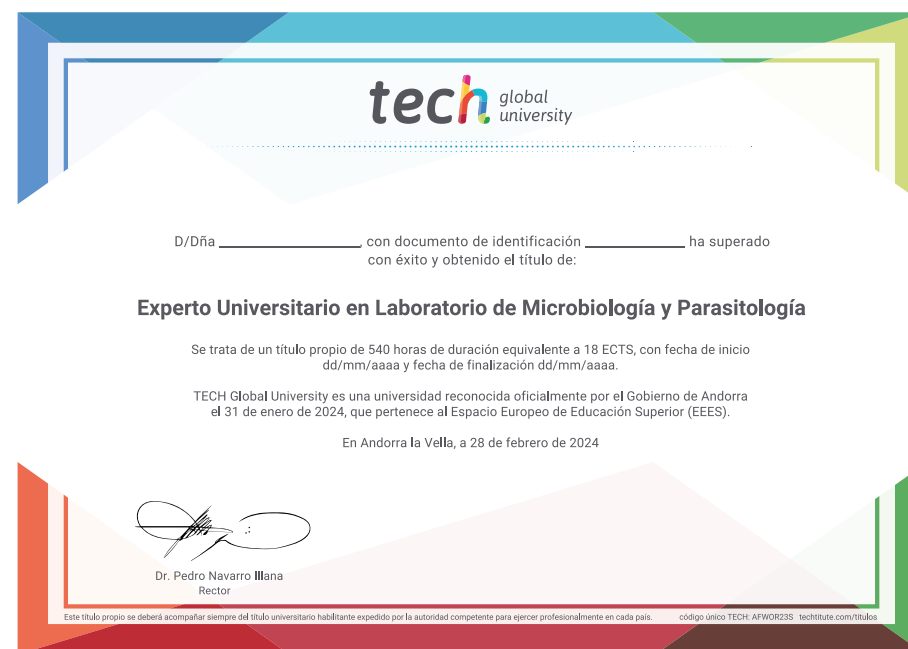 tech global university
D/Dña ____________________, con documento de identificación ______________ ha superado
con éxito y obtenido el título de:
Experto Universitario en Laboratorio de Microbiología y Parasitología
Se trata de un título propio de 540 horas de duración equivalente a 18 ECTS, con fecha de inicio
dd/mm/aaaa y fecha de finalización dd/mm/aaaa.
TECH Global University es una universidad reconocida oficialmente por el Gobierno de Andorra
el 31 de enero de 2024, que pertenece al Espacio Europeo de Educación Superior (EEES).
En Andorra la Vella, a 28 de febrero de 2024
Dr. Pedro Navarro Illana
Rector
Este título propio se deberá acompañar siempre del título universitario habilitante expedido por la autoridad competente para ejercer profesionalmente en cada país. código único TECH: AFWOR23S techtitute.com/titulos